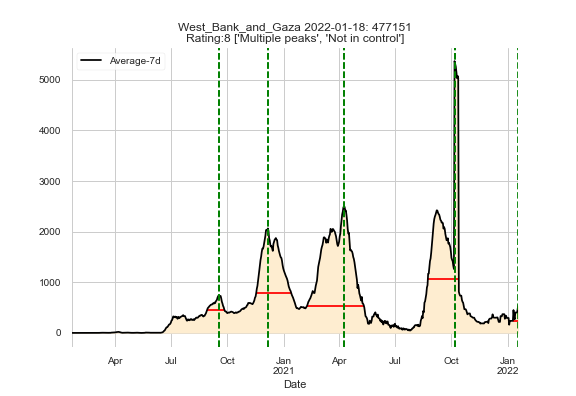 West_Bank_and_Gaza 2022-01-18: 477151
Rating:8 ['Multiple peaks', 'Not in control']
Average-7d
5000
4000
3000
2000
1000
0
Apr Jul Oct Jan Apr Jul Oct Jan
2021 2022
Date